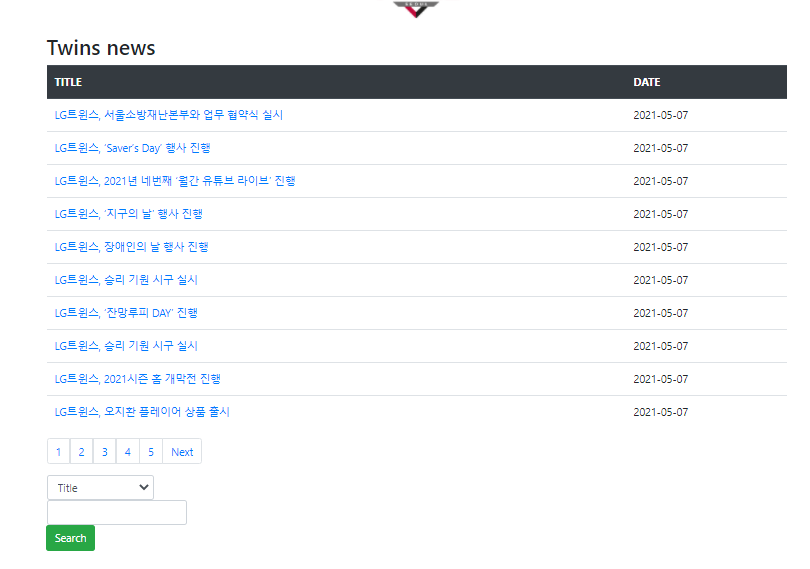 SEOUL
Twins news
TITLE DATE
LG트윈스, 서울소방재난본부와 업무 협약식 실시 2021-05-07
LG트윈스, 'Saver's Day' 행사 진행 2021-05-07
LG트윈스, 2021년 네번째 '월간 유튜브 라이브' 진행 2021-05-07
LG트윈스, '지구의 날' 행사 진행 2021-05-07
LG트윈스, 장애인의 날 행사 진행 2021-05-07
LG트윈스, 승리 기원 시구 실시 2021-05-07
LG트윈스, '잔망루피 DAY' 진행 2021-05-07
LG트윈스, 승리 기원 시구 실시 2021-05-07
LG트윈스, 2021시즌 홈 개막전 진행 2021-05-07
LG트윈스, 오지환 플레이어 상품 출시 2021-05-07
1 2 3 4 5 Next
Title
Search